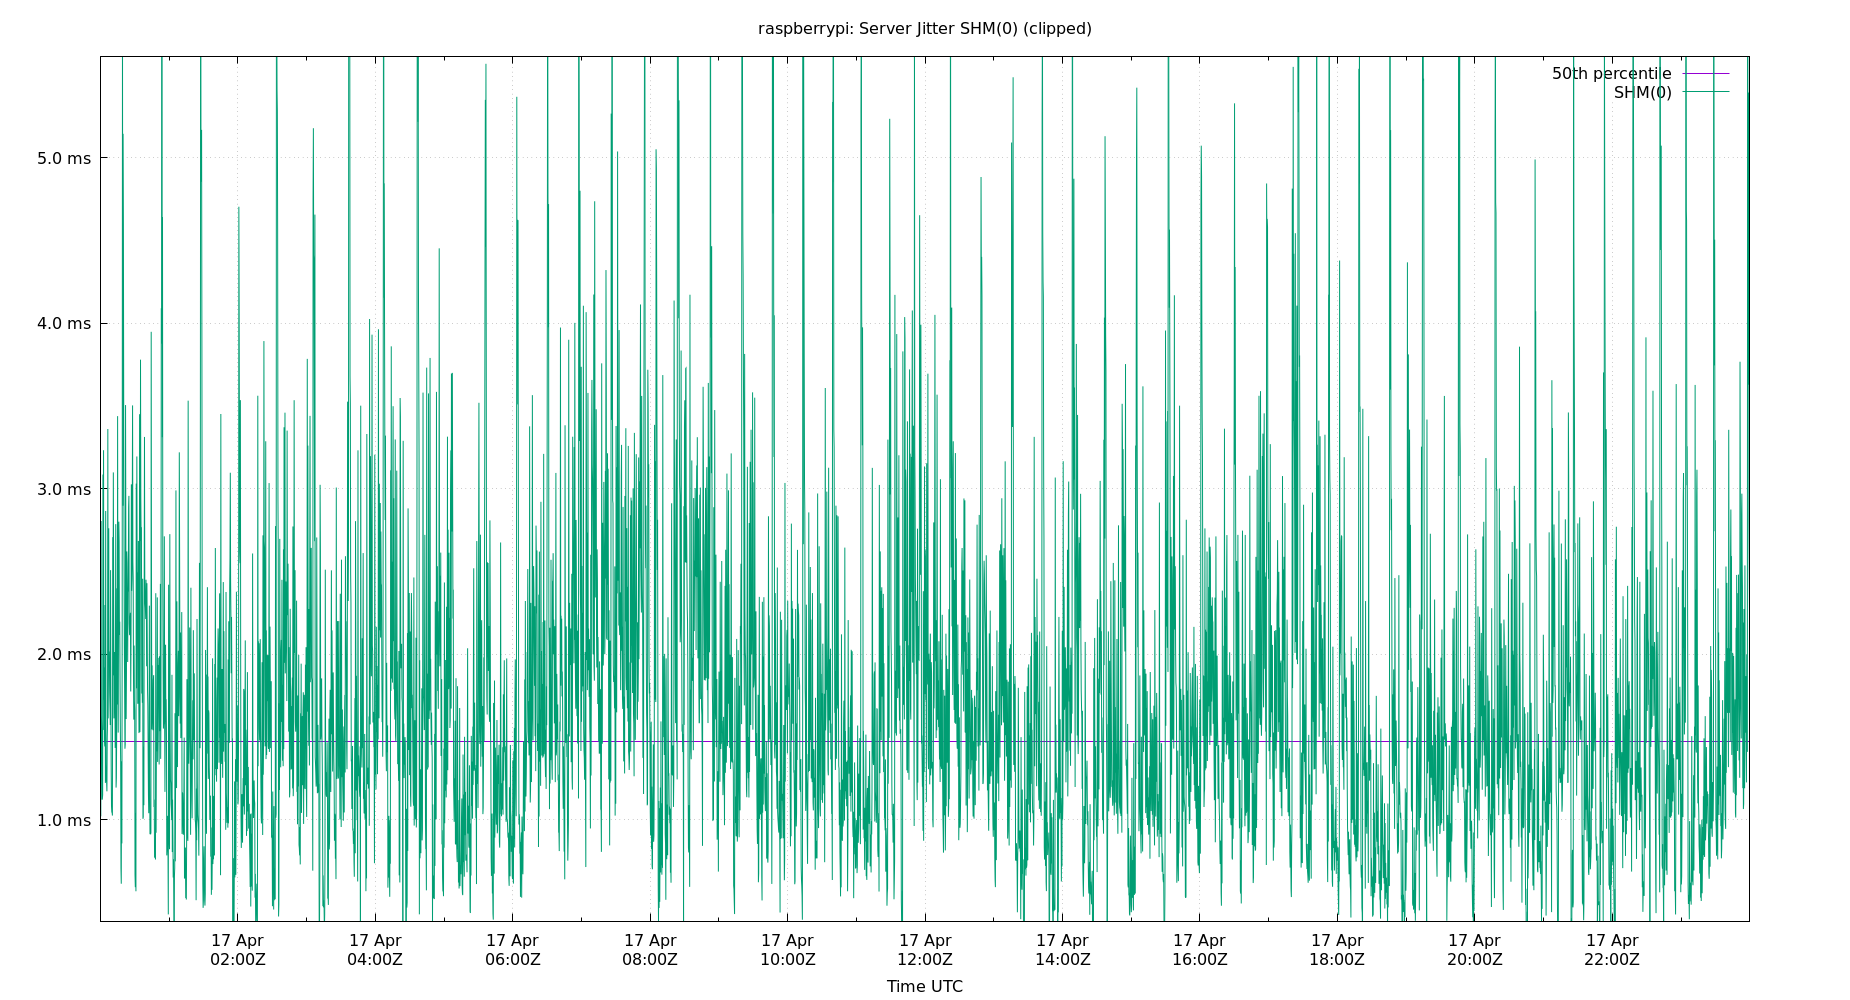 raspberrypi: Server Jitter SHM(0) (clipped)
50th percentile
SHM(0)
5.0 ms
4.0 ms
3.0 ms
2.0 ms
1.0 ms
17 Apr 17 Apr 17 Apr 17 Apr 17 Apr 17 Apr 17 Apr 17 Apr 17 Apr 17 Apr 17 Apr
02:00Z 04:00Z 06:00Z 08:00Z 10:00Z 12:00Z 14:00Z 16:00Z 18:00Z 20:00Z 22:00Z
Time UTC